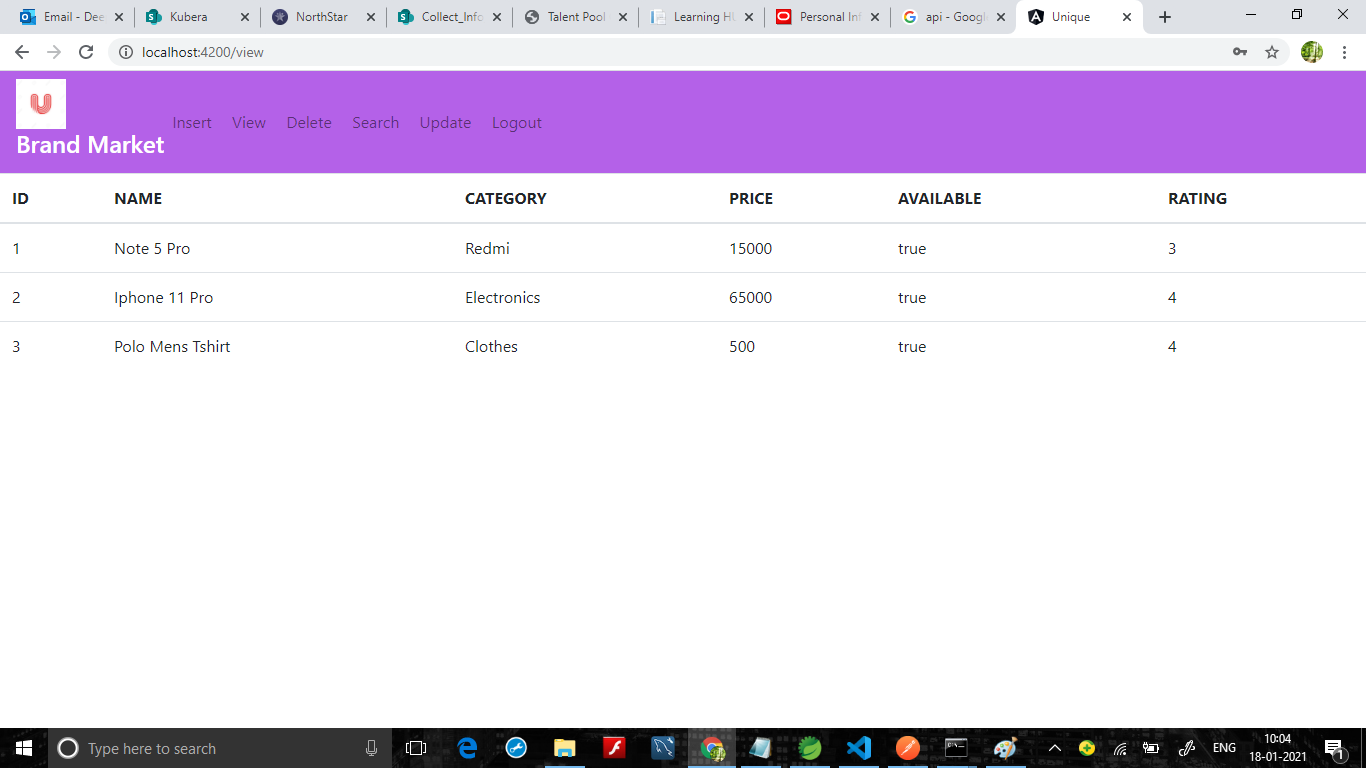 Email - Dee
Kubera
NorthStar
Collect_Info
Talent Pool
Learning HU
Personal Inf
api - Google
Unique
localhost:4200/view
U
Insert View Delete Search Update Logout
Brand Market
ID NAME CATEGORY PRICE AVAILABLE RATING
1 Note 5 Pro Redmi 15000 true 3
2 Iphone 11 Pro Electronics 65000 true 4
3 Polo Mens Tshirt Clothes 500 true 4
Type here to search
ENG
10:04
18-01-2021
1